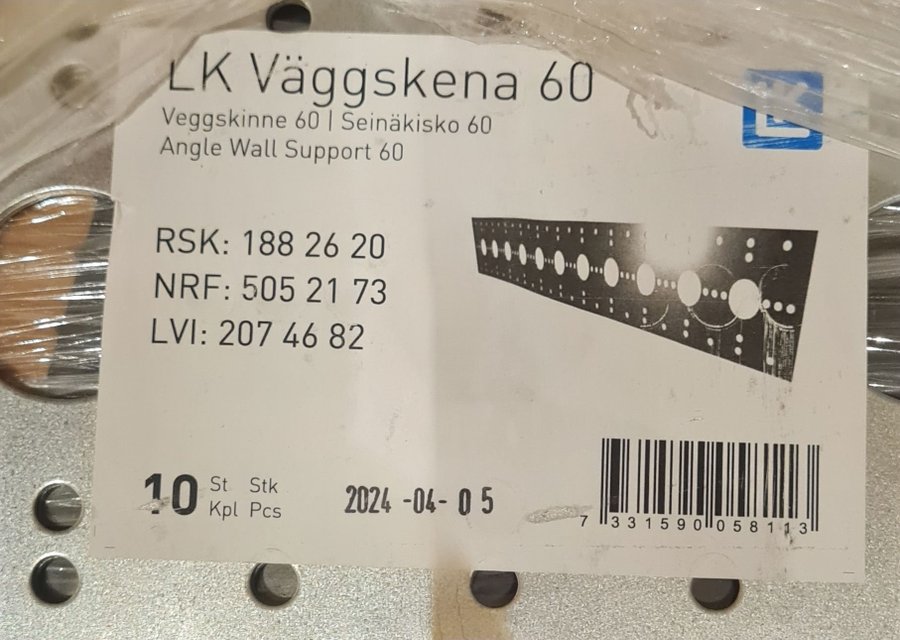 LK Väggskena 60
Veggskinne 60 | Seinäkisko 60
Angle Wall Support 60
LK
RSK: 188 26 20
NRF: 505 21 73
LVI: 207 46 82
10 St Stk
Kpl Pcs
2024 -04- 0 5
7 331590 058113